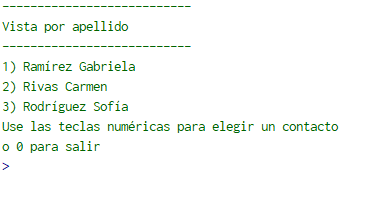 ---------------------------
Vista por apellido
---------------------------
1) Ramírez Gabriela
2) Rivas Carmen
3) Rodríguez Sofía
Use las teclas numéricas para elegir un contacto
o 0 para salir
>